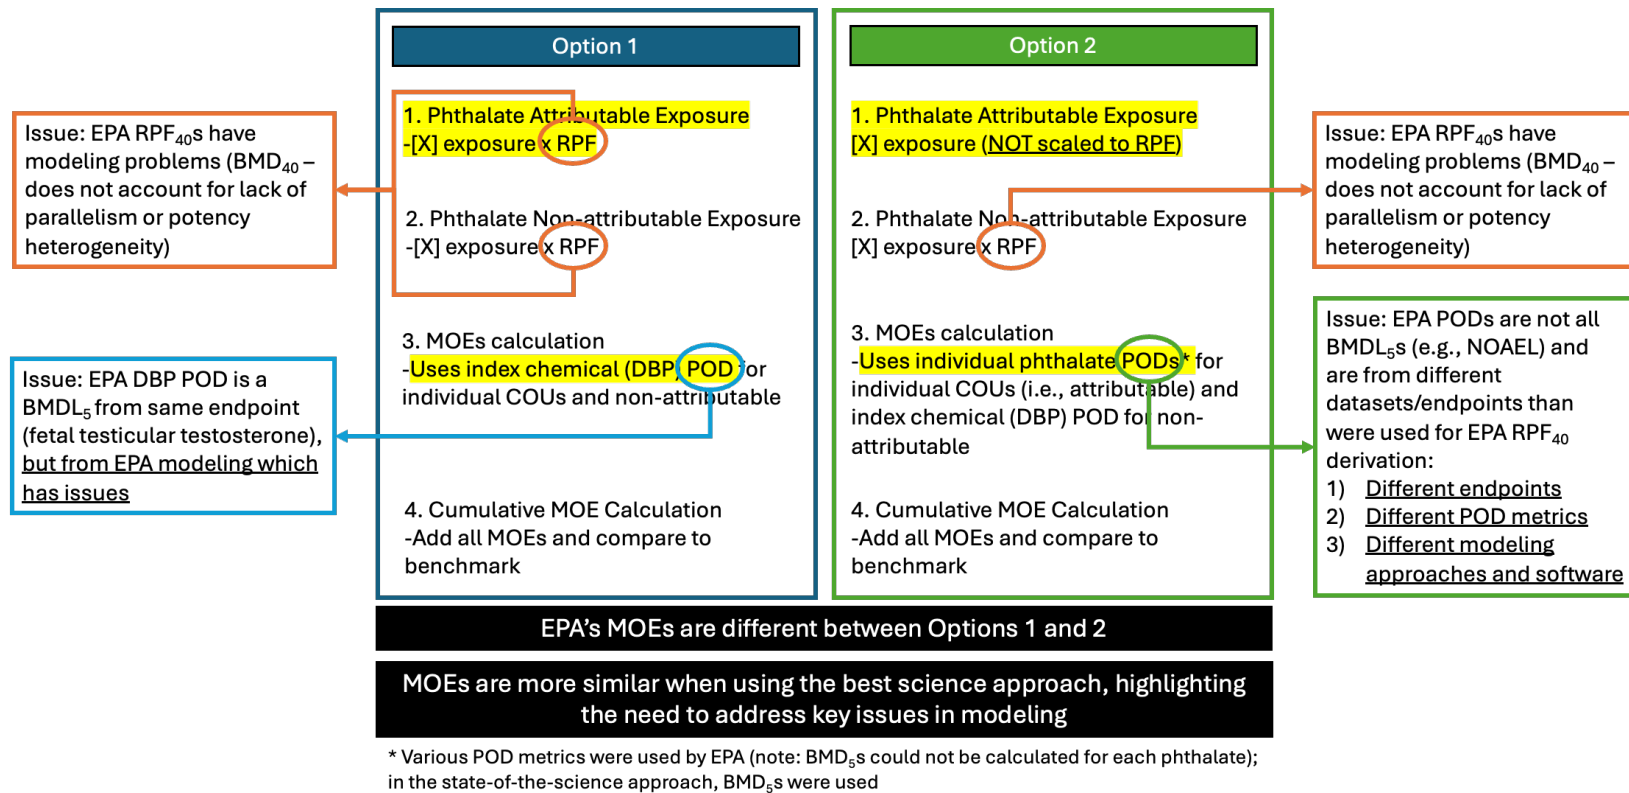 Option 1
1. Phthalate Attributable Exposure
-[X] exposure x RPF
2. Phthalate Non-attributable Exposure
-[X] exposure x RPF
3. MOEs calculation
-Uses index chemical (DBP) POD for
individual COUs and non-attributable
4. Cumulative MOE Calculation
-Add all MOEs and compare to
benchmark
Option 2
1. Phthalate Attributable Exposure
[X] exposure (NOT scaled to RPF)
2. Phthalate Non-attributable Exposure
[X] exposure x RPF
3. MOEs calculation
-Uses individual phthalate PODs* for
individual COUs (i.e., attributable) and
index chemical (DBP) POD for non-
attributable
4. Cumulative MOE Calculation
-Add all MOEs and compare to
benchmark
Issue: EPA RPF₄₀s have
modeling problems (BMD₄₀ –
does not account for lack of
parallelism or potency
heterogeneity)
Issue: EPA DBP POD is a
BMDL₅ from same endpoint
(fetal testicular testosterone),
but from EPA modeling which
has issues
Issue: EPA RPF₄₀s have
modeling problems (BMD₄₀ –
does not account for lack of
parallelism or potency
heterogeneity)
Issue: EPA PODs are not all
BMDL₅s (e.g., NOAEL) and
are from different
datasets/endpoints than
were used for EPA RPF₄₀
derivation:
1) Different endpoints
2) Different POD metrics
3) Different modeling
approaches and software
EPA’s MOEs are different between Options 1 and 2
MOEs are more similar when using the best science approach, highlighting
the need to address key issues in modeling
* Various POD metrics were used by EPA (note: BMD₅s could not be calculated for each phthalate);
in the state-of-the-science approach, BMD₅s were used